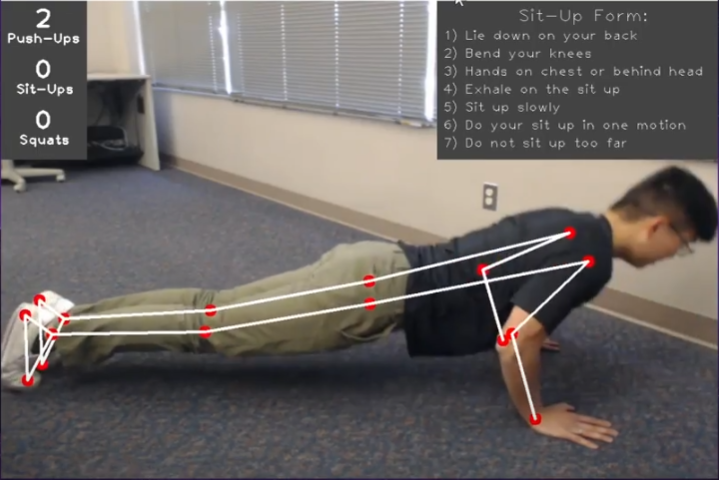 2
Push-Ups
0
Sit-Ups
0
Squats
Sit-Up Form:
1) Lie down on your back
2) Bend your knees
3) Hands on chest or behind head
4) Exhale on the sit up
5) Sit up slowly
6) Do your sit up in one motion
7) Do not sit up too far